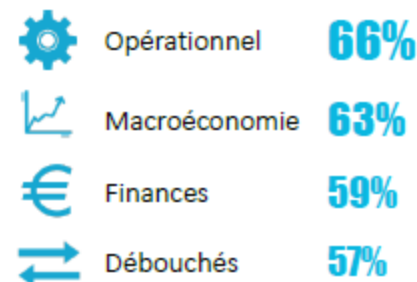 Opérationnel 66%
Macroéconomie 63%
Finances 59%
Débouchés 57%